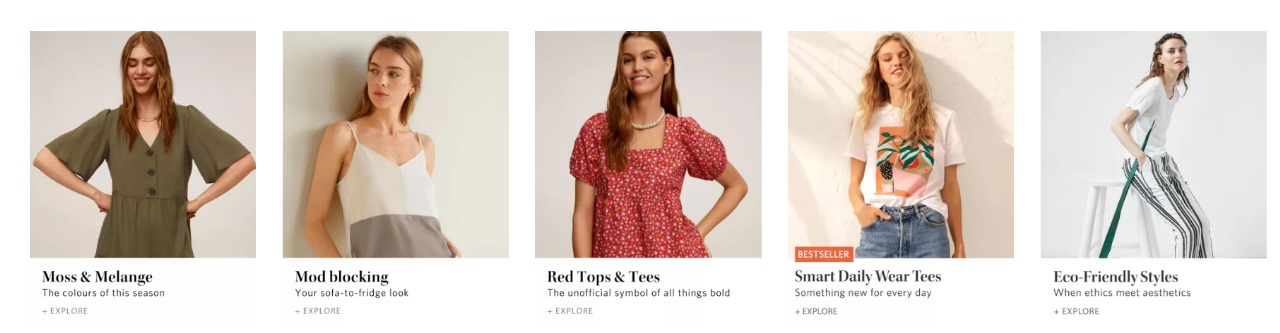 Moss & Melange
The colours of this season
+ EXPLORE
Mod blocking
Your sofa-to-fridge look
+ EXPLORE
Red Tops & Tees
The unofficial symbol of all things bold
+ EXPLORE
BESTSELLER
Smart Daily Wear Tees
Something new for every day
+ EXPLORE
Eco-Friendly Styles
When ethics meet aesthetics
+ EXPLORE